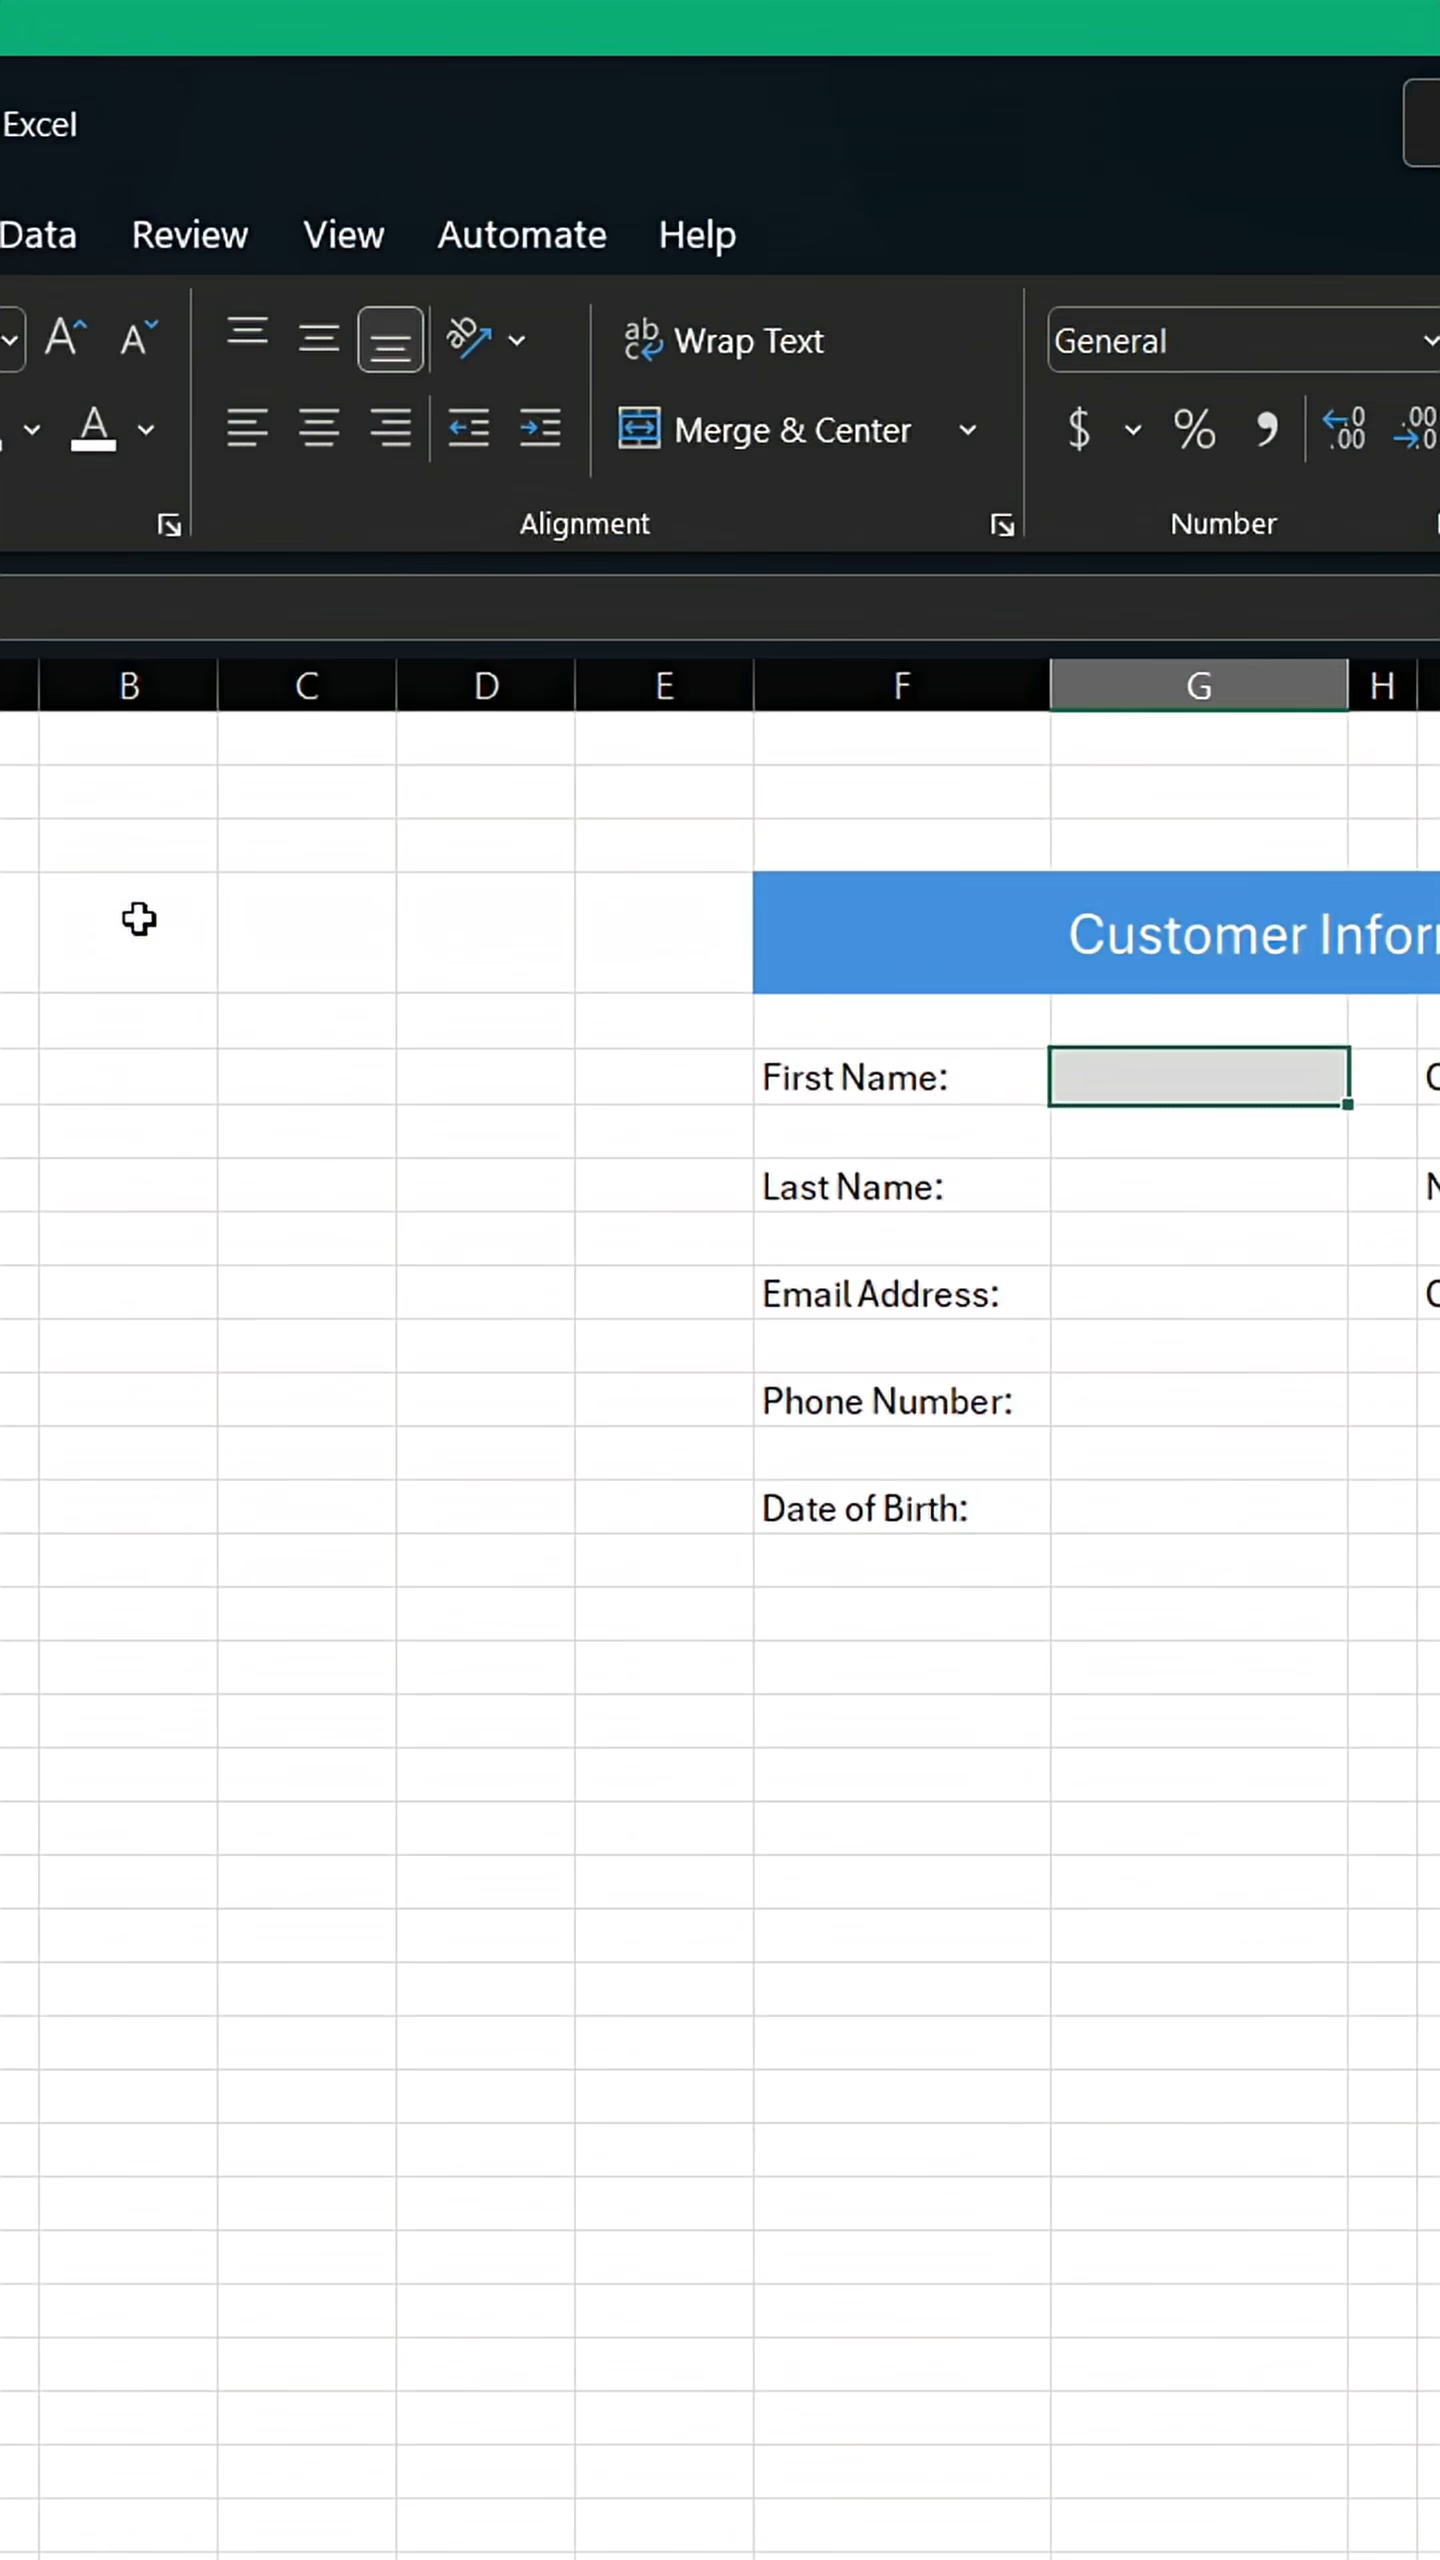 Excel
Data Review View Automate Help
Wrap Text
General
Merge & Center
$ % 
Alignment
Number
B C D E F G H
Customer
First Name:
Last Name:
Email Address:
Phone Number:
Date of Birth: